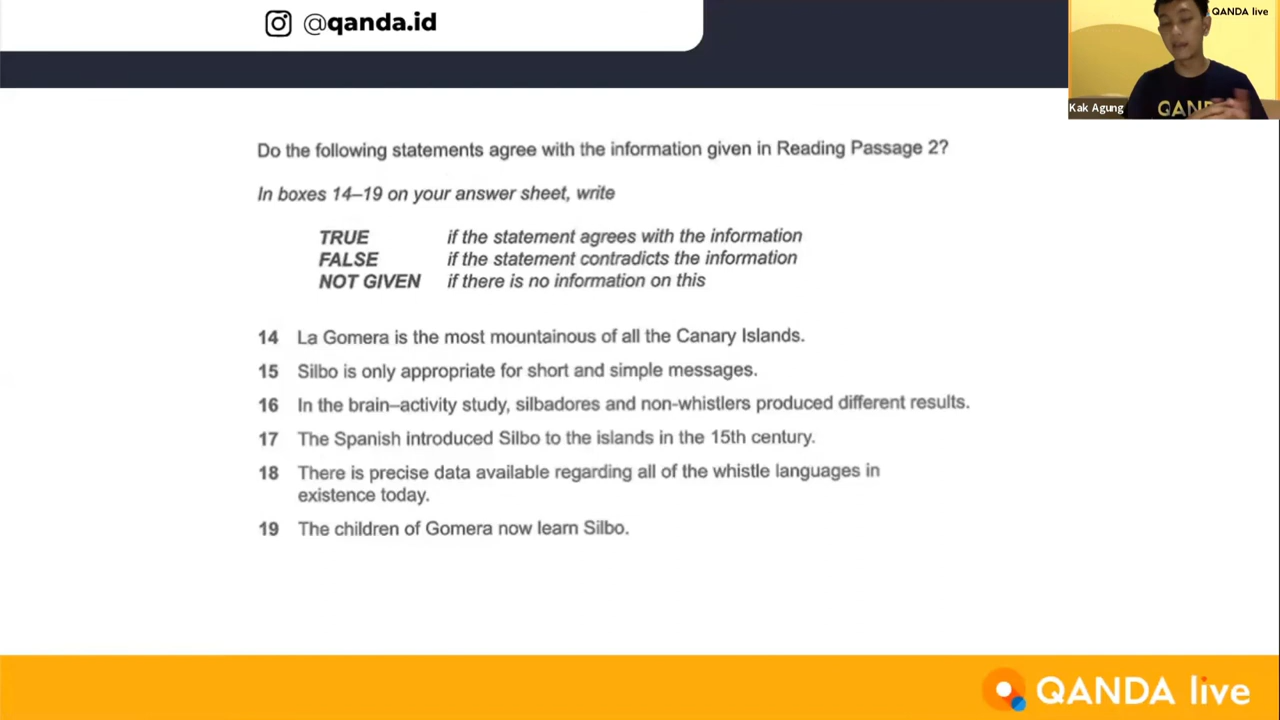 @qanda.id
QANDA live
Kak Agung
QAND
Do the following statements agree with the information given in Reading Passage 2?
In boxes 14–19 on your answer sheet, write
TRUE if the statement agrees with the information
FALSE if the statement contradicts the information
NOT GIVEN if there is no information on this
14 La Gomera is the most mountainous of all the Canary Islands.
15 Silbo is only appropriate for short and simple messages.
16 In the brain–activity study, silbadores and non-whistlers produced different results.
17 The Spanish introduced Silbo to the islands in the 15th century.
18 There is precise data available regarding all of the whistle languages in
existence today.
19 The children of Gomera now learn Silbo.
QANDA live